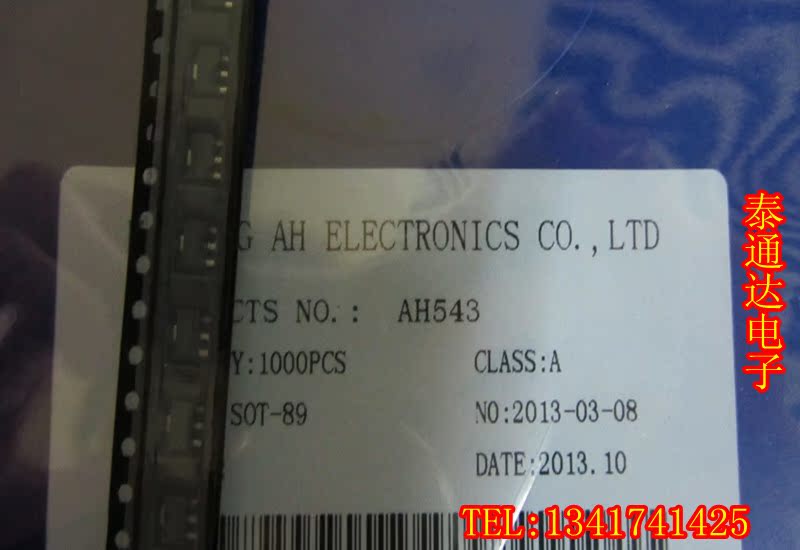 G AH ELECTRONICS CO.,LTD
CTS NO.: AH543
Y:1000PCS CLASS:A
SOT-89 NO:2013-03-08
DATE:2013.10
泰通达电子
TEL:1341741425